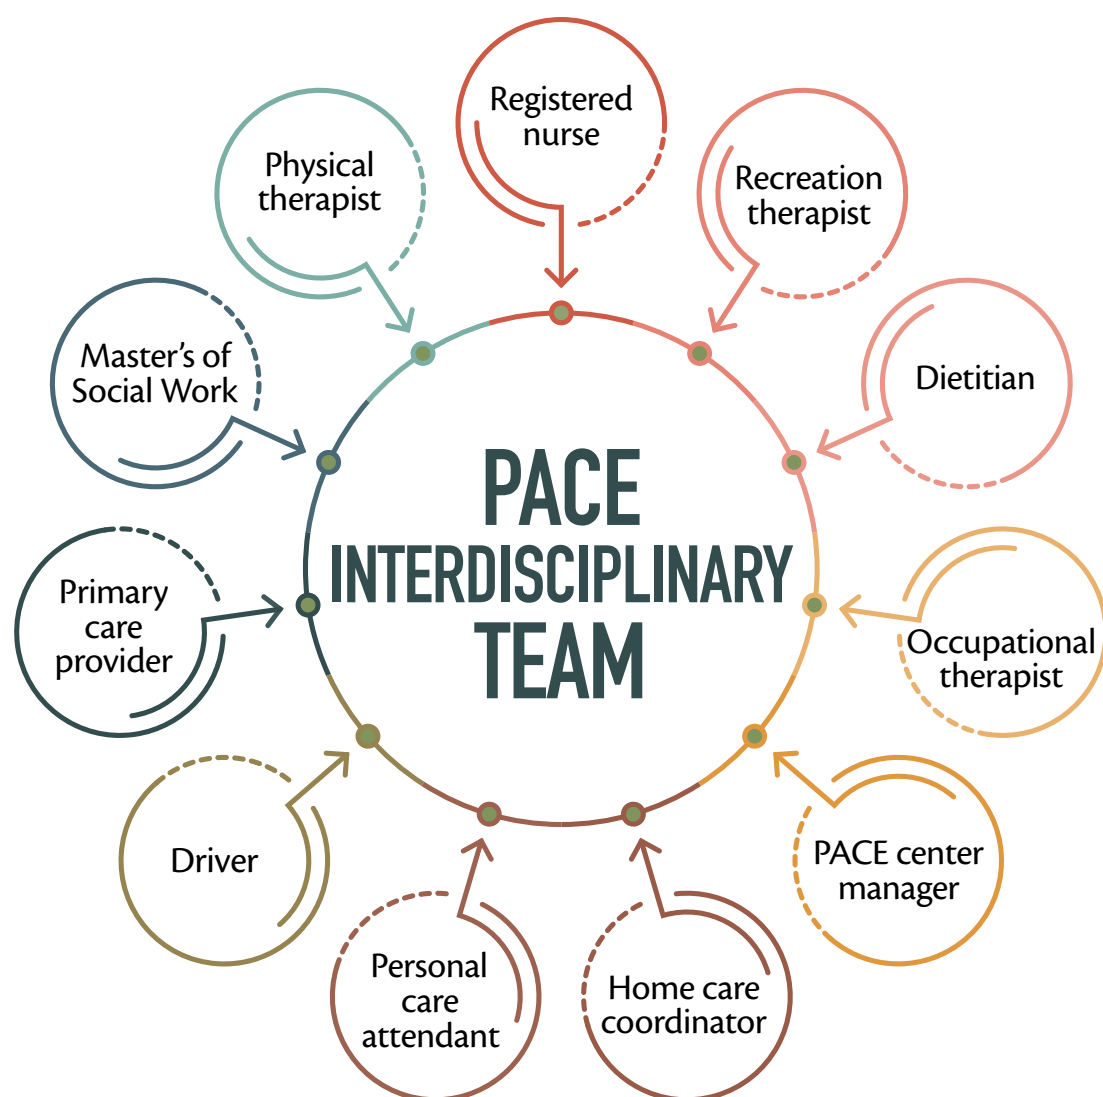 Registered
nurse
Recreation
therapist
Dietitian
Occupational
therapist
PACE center
manager
Home care
coordinator
Personal
care
attendant
Driver
Primary
care
provider
Master's of
Social Work
Physical
therapist
PACE
INTERDISCIPLINARY
TEAM